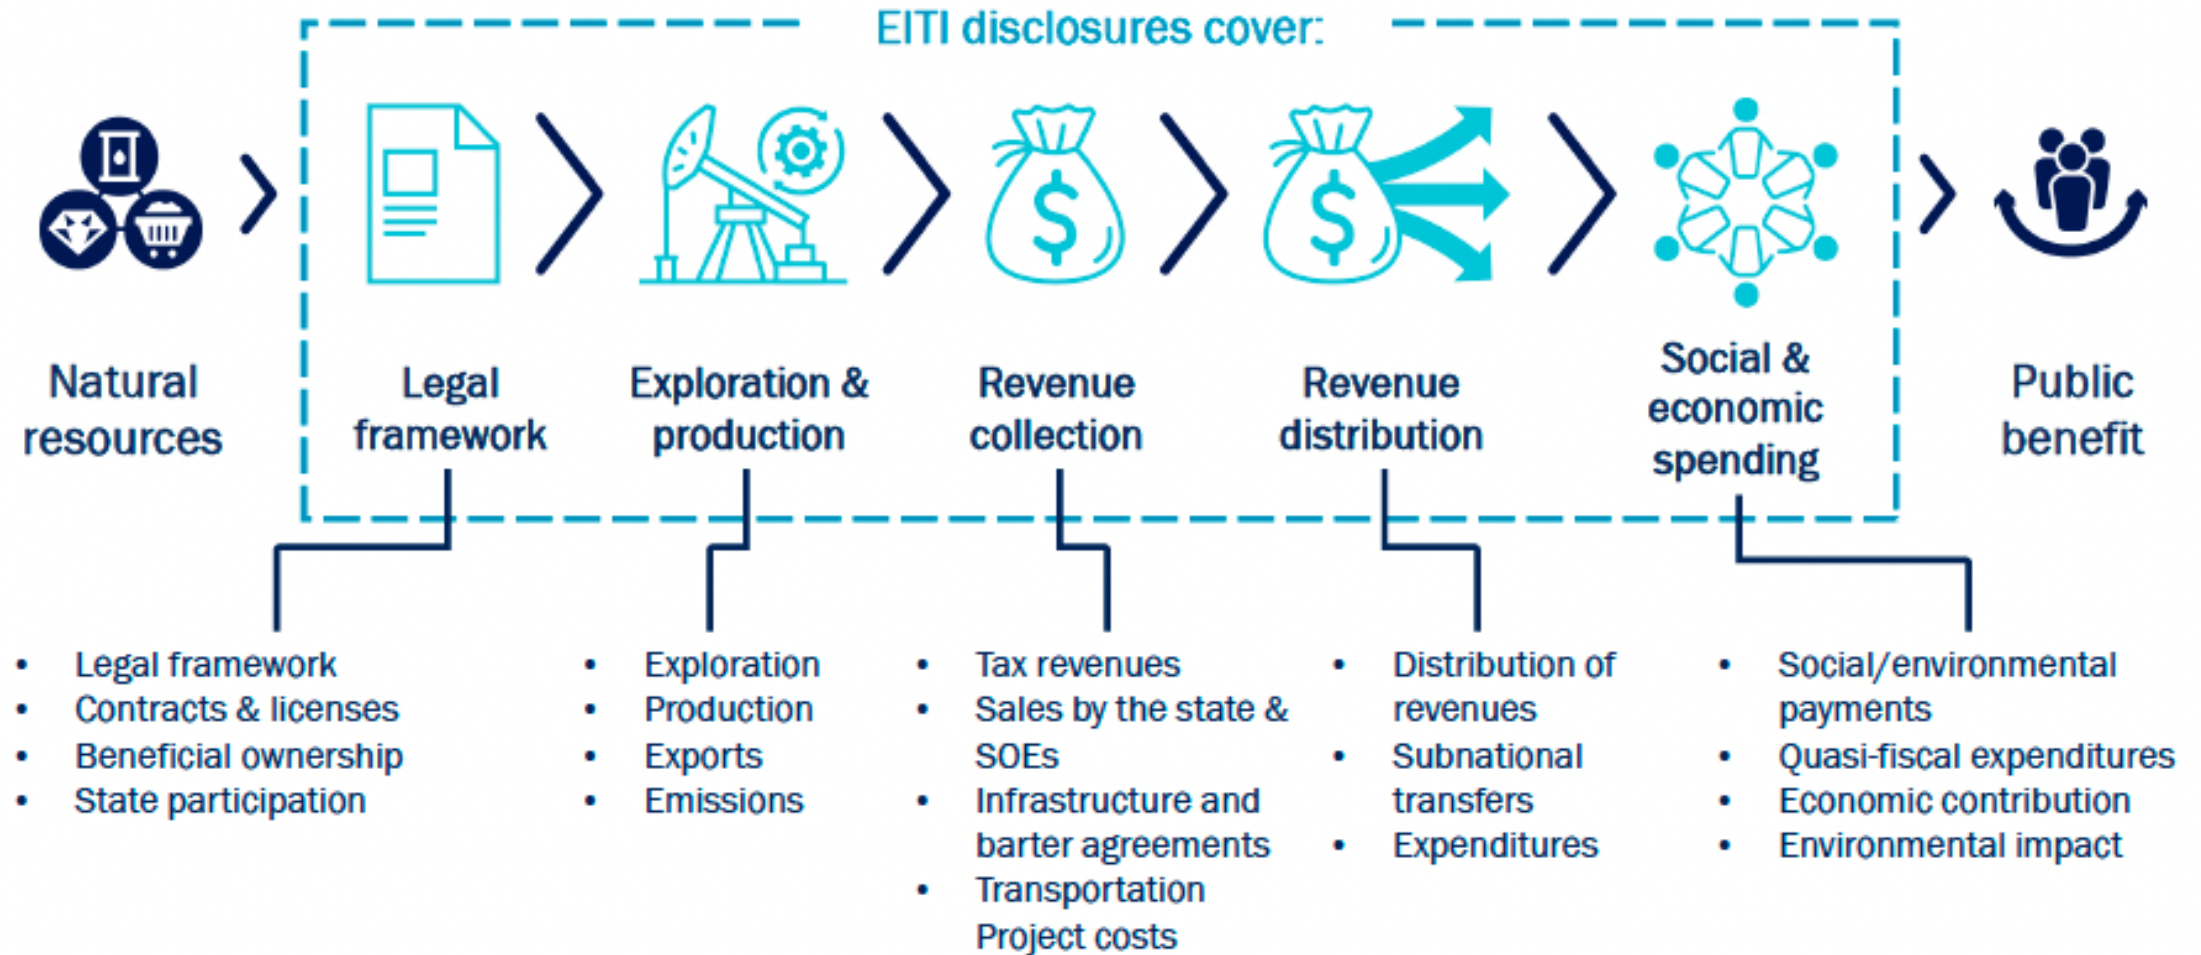 EITI disclosures cover:
Natural
resources
Legal
framework
Exploration &
production
Revenue
collection
Revenue
distribution
Social &
economic
spending
Public
benefit
• Legal framework
• Contracts & licenses
• Beneficial ownership
• State participation
• Exploration
• Production
• Exports
• Emissions
• Tax revenues
• Sales by the state &
SOEs
• Infrastructure and
barter agreements
• Transportation
Project costs
• Distribution of
revenues
• Subnational
transfers
• Expenditures
• Social/environmental
payments
• Quasi-fiscal expenditures
• Economic contribution
• Environmental impact